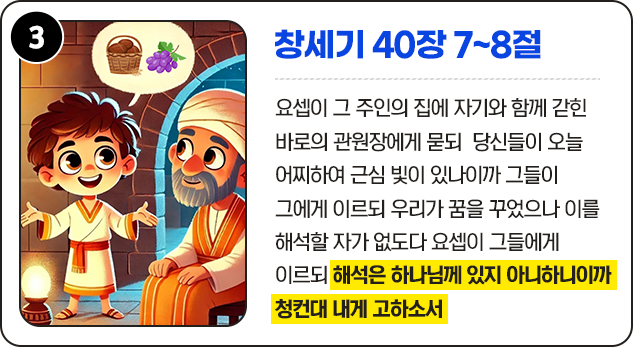 3
창세기 40장 7~8절
요셉이 그 주인의 집에 자기와 함께 갇힌
바로의 관원장에게 묻되 당신들이 오늘
어찌하여 근심 빛이 있나이까 그들이
그에게 이르되 우리가 꿈을 꾸었으나 이를
해석할 자가 없도다 요셉이 그들에게
이르되 해석은 하나님께 있지 아니하니이까
청컨대 내게 고하소서